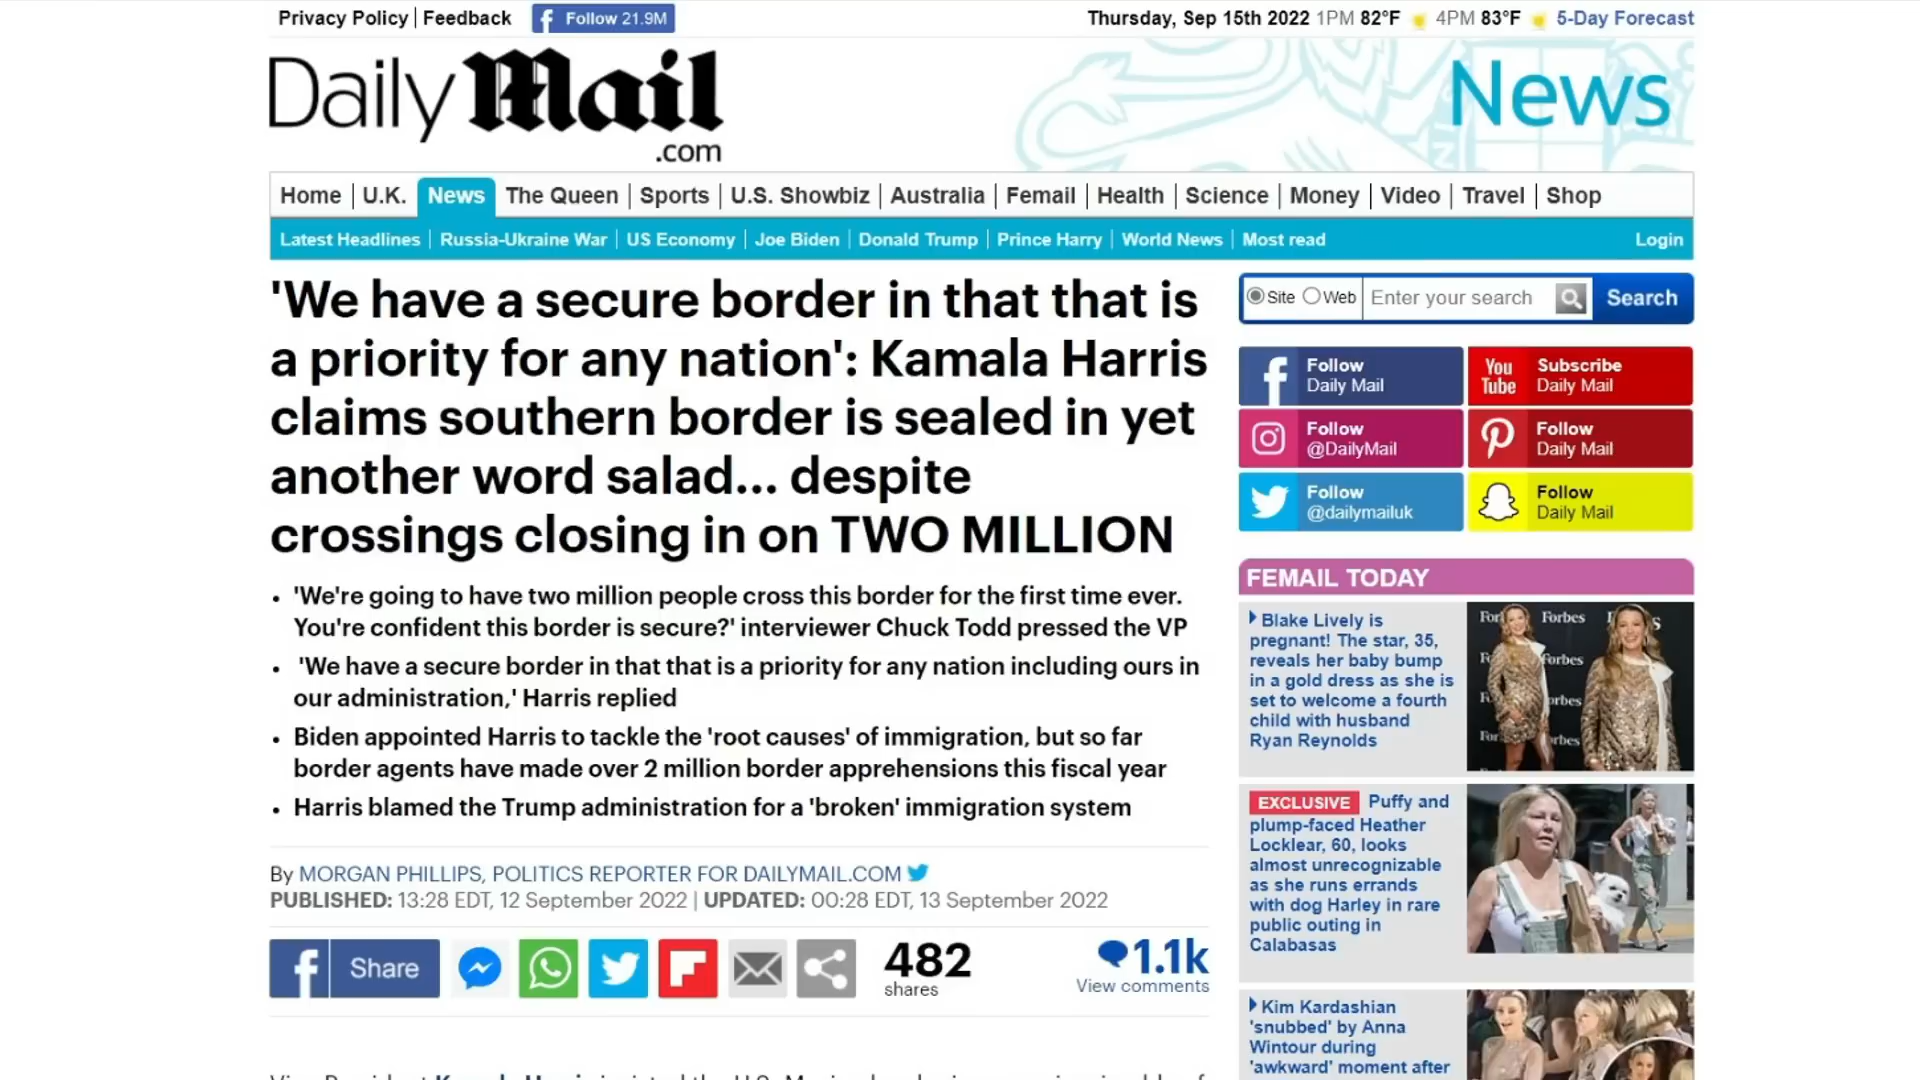 Privacy Policy | Feedback
f Follow 21.9M
Thursday, Sep 15th 2022 1PM 82°F 4PM 83°F 5-Day Forecast
Daily Mail
.com
News
Home | U.K. News The Queen | Sports | U.S. Showbiz | Australia | Femail | Health | Science | Money | Video | Travel | Shop
Latest Headlines | Russia-Ukraine War | US Economy | Joe Biden | Donald Trump | Prince Harry | World News | Most read Login
'We have a secure border in that that is
a priority for any nation': Kamala Harris
claims southern border is sealed in yet
another word salad... despite
crossings closing in on TWO MILLION
• 'We're going to have two million people cross this border for the first time ever.
You're confident this border is secure?' interviewer Chuck Todd pressed the VP
• 'We have a secure border in that that is a priority for any nation including ours in
our administration,' Harris replied
• Biden appointed Harris to tackle the 'root causes' of immigration, but so far
border agents have made over 2 million border apprehensions this fiscal year
• Harris blamed the Trump administration for a 'broken' immigration system
By MORGAN PHILLIPS, POLITICS REPORTER FOR DAILYMAIL.COM
PUBLISHED: 13:28 EDT, 12 September 2022 | UPDATED: 00:28 EDT, 13 September 2022
f Share
482
shares
1.1k
View comments
Site Web Enter your search Search
Follow
Daily Mail
You Tube Subscribe
Daily Mail
Follow
@DailyMail
Follow
Daily Mail
Follow
@dailymailuk
Follow
Daily Mail
FEMAIL TODAY
Blake Lively is
pregnant! The star, 35,
reveals her baby bump
in a gold dress as she is
set to welcome a fourth
child with husband
Ryan Reynolds
Forbes
Forbes
EXCLUSIVE Puffy and
plump-faced Heather
Locklear, 60, looks
almost unrecognizable
as she runs errands
with dog Harley in rare
public outing in
Calabasas
Kim Kardashian
'snubbed' by Anna
Wintour during
'awkward' moment after